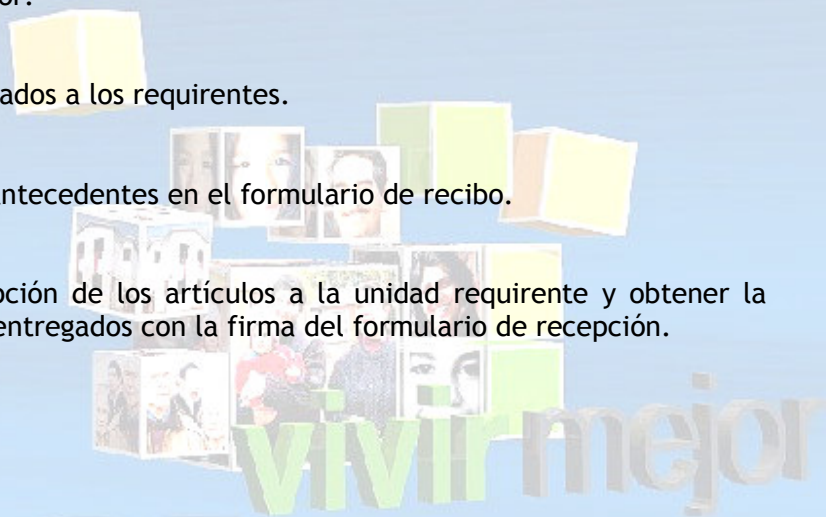 or.
ados a los requirentes.
ntecedentes en el formulario de recibo.
pción de los artículos a la unidad requirente y obtener la
entregados con la firma del formulario de recepción.
vivir mejor